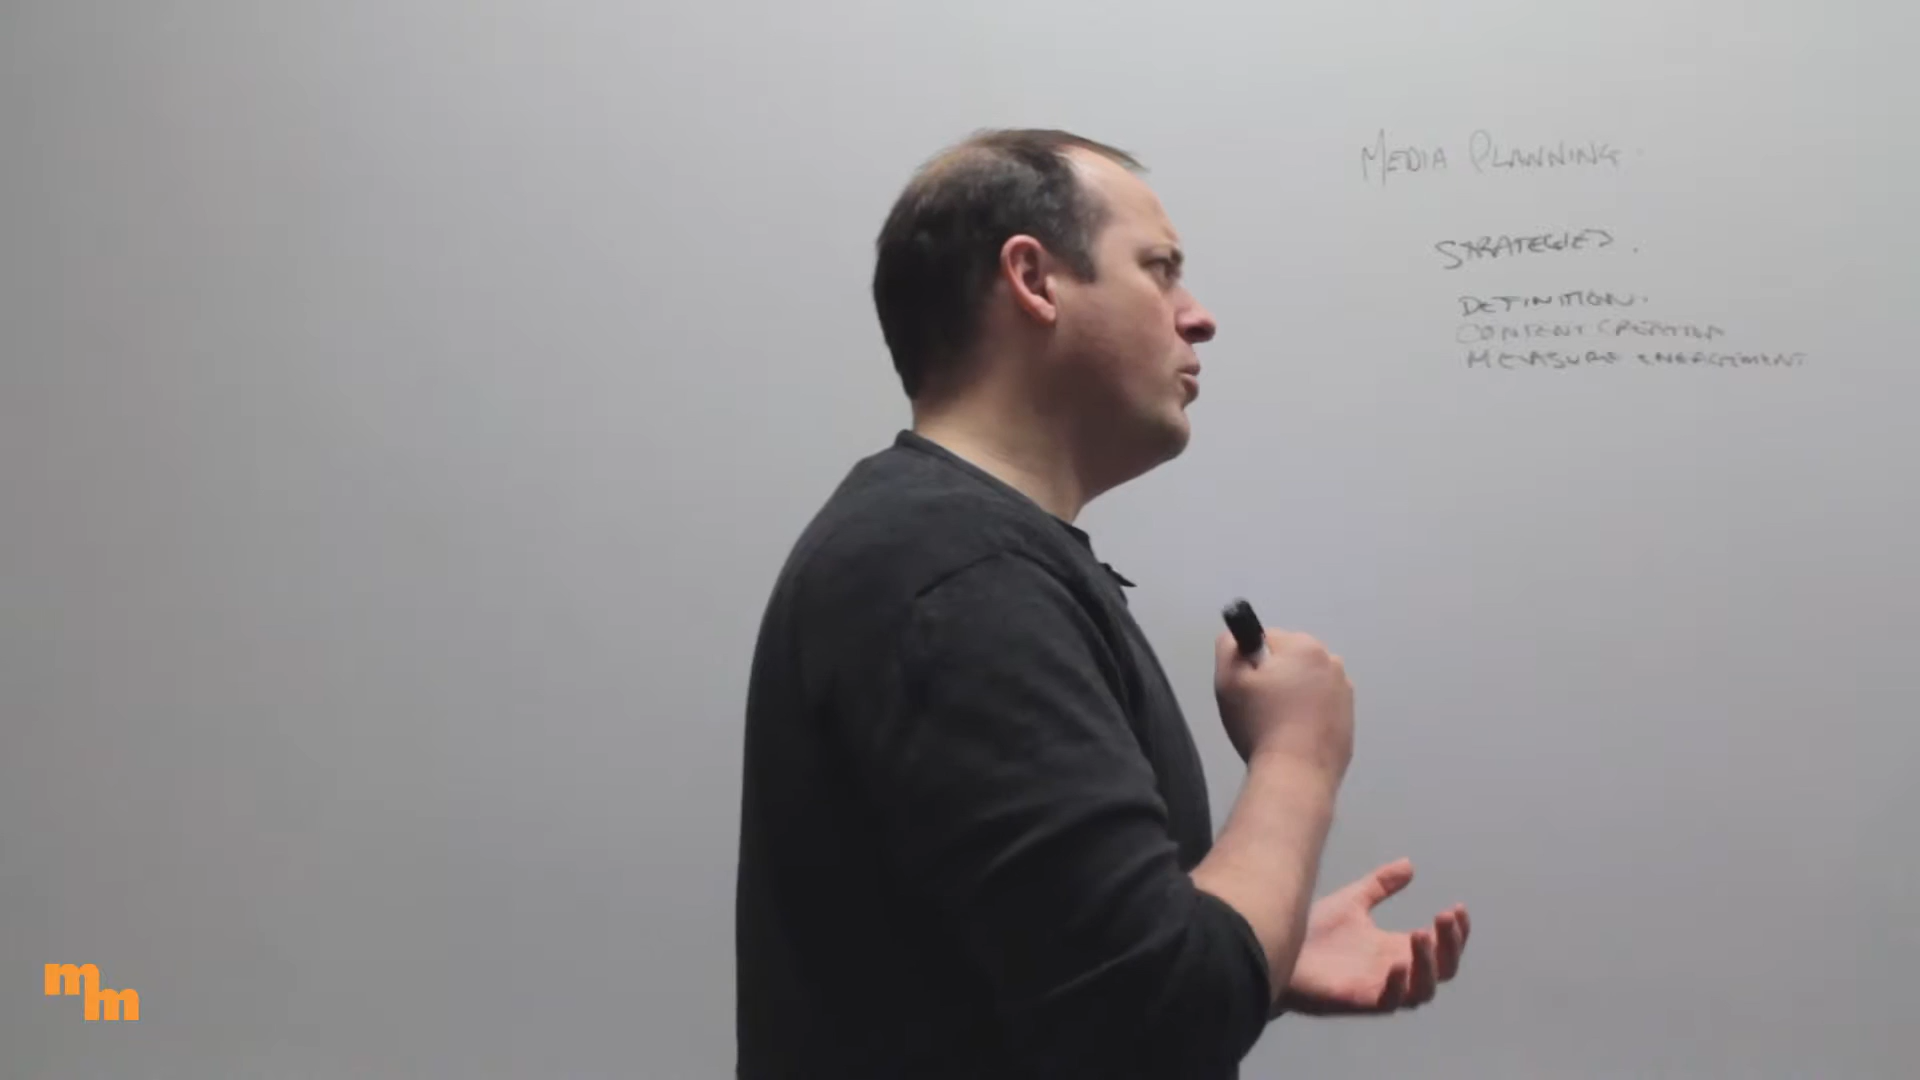 MEDIA PLANNING.
STRATEGIES.
DEFINITION.
CONTENT CREATION
MEASURE ENGAGEMENT
mm